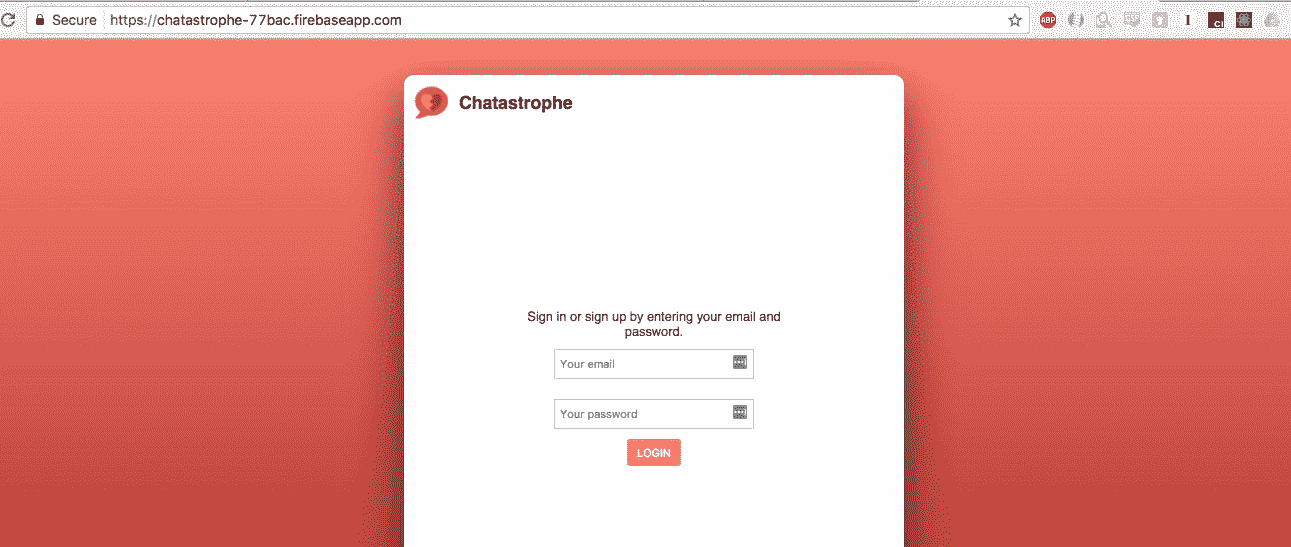 Secure
https://chatastrophe-77bac.firebaseapp.com
ABP
I
Chatastrophe
Sign in or sign up by entering your email and
password.
Your email
Your password
LOGIN